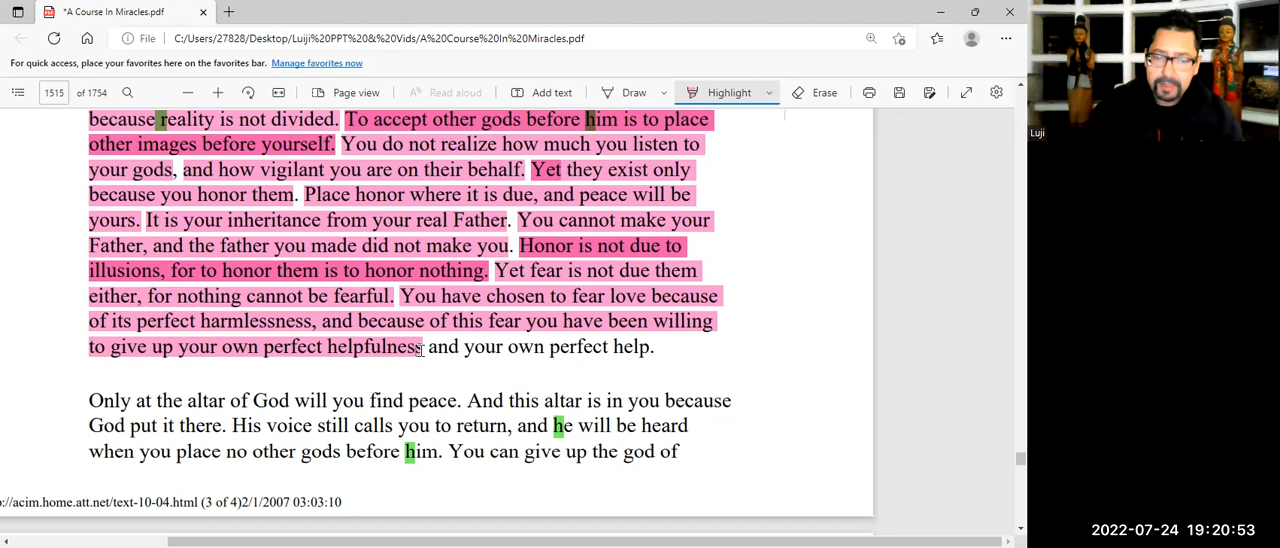 *A Course In Miracles.pdf
File
C:/Users/27828/Desktop/Luiji%20PPT%20&%20Vids/A%20Course%20In%20Miracles.pdf
For quick access, place your favorites here on the favorites bar. Manage favorites now
1515 of 1754
Page view
Read aloud
Add text
Draw
Highlight
Erase
because reality is not divided. To accept other gods before him is to place
other images before yourself. You do not realize how much you listen to
your gods, and how vigilant you are on their behalf. Yet they exist only
because you honor them. Place honor where it is due, and peace will be
yours. It is your inheritance from your real Father. You cannot make your
Father, and the father you made did not make you. Honor is not due to
illusions, for to honor them is to honor nothing. Yet fear is not due them
either, for nothing cannot be fearful. You have chosen to fear love because
of its perfect harmlessness, and because of this fear you have been willing
to give up your own perfect helpfulness and your own perfect help.
Only at the altar of God will you find peace. And this altar is in you because
God put it there. His voice still calls you to return, and he will be heard
when you place no other gods before him. You can give up the god of
p://acim.home.att.net/text-10-04.html (3 of 4)2/1/2007 03:03:10
Luji
2022-07-24 19:20:53